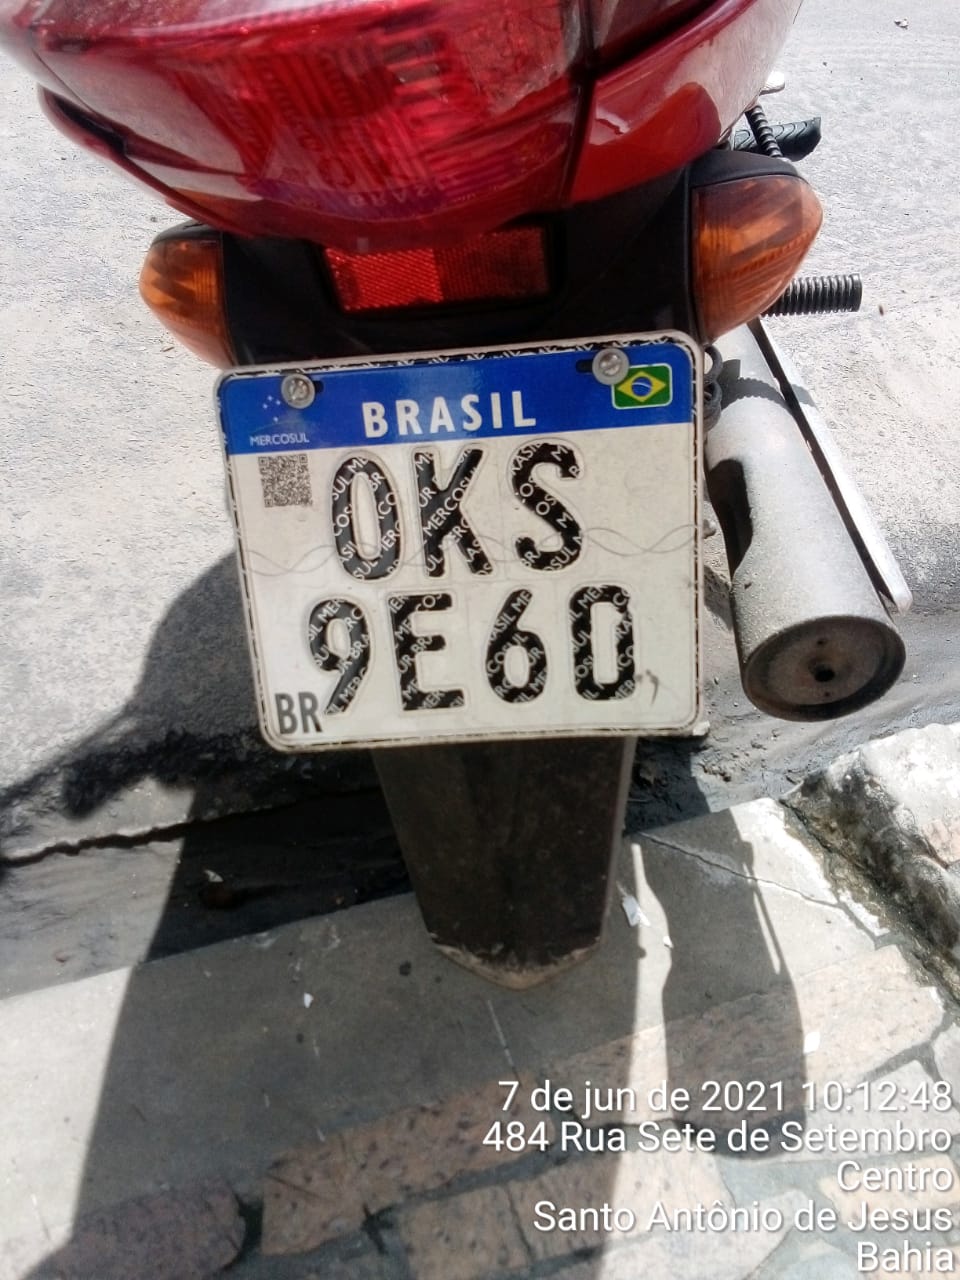 BRASIL
MERCOSUL
OKS
9E60
BR
7 de jun de 2021 10:12:48
484 Rua Sete de Setembro
Centro
Santo Antônio de Jesus
Bahia